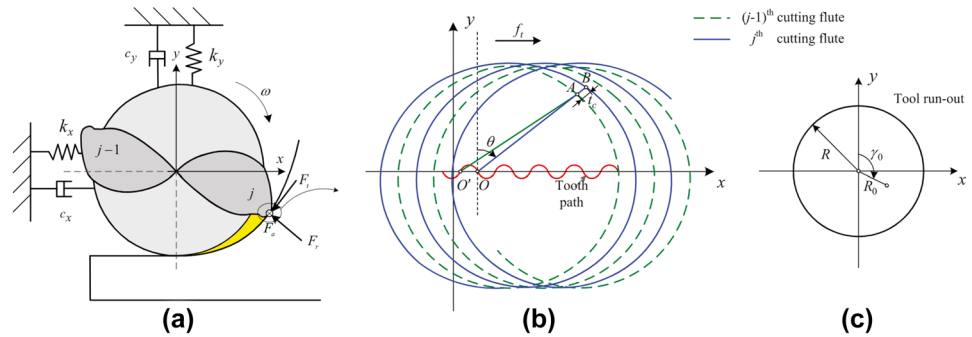 c_y
k_y
y
ω
k_x
j−1
x
j
F_t
c_x
F_a
F_r
(a)
(j-1)^th cutting flute
j^th cutting flute
y
f_t
B
A
t_c
θ
O'
O
Tooth
path
x
(b)
y
Tool run-out
R
γ_0
R_0
x
(c)